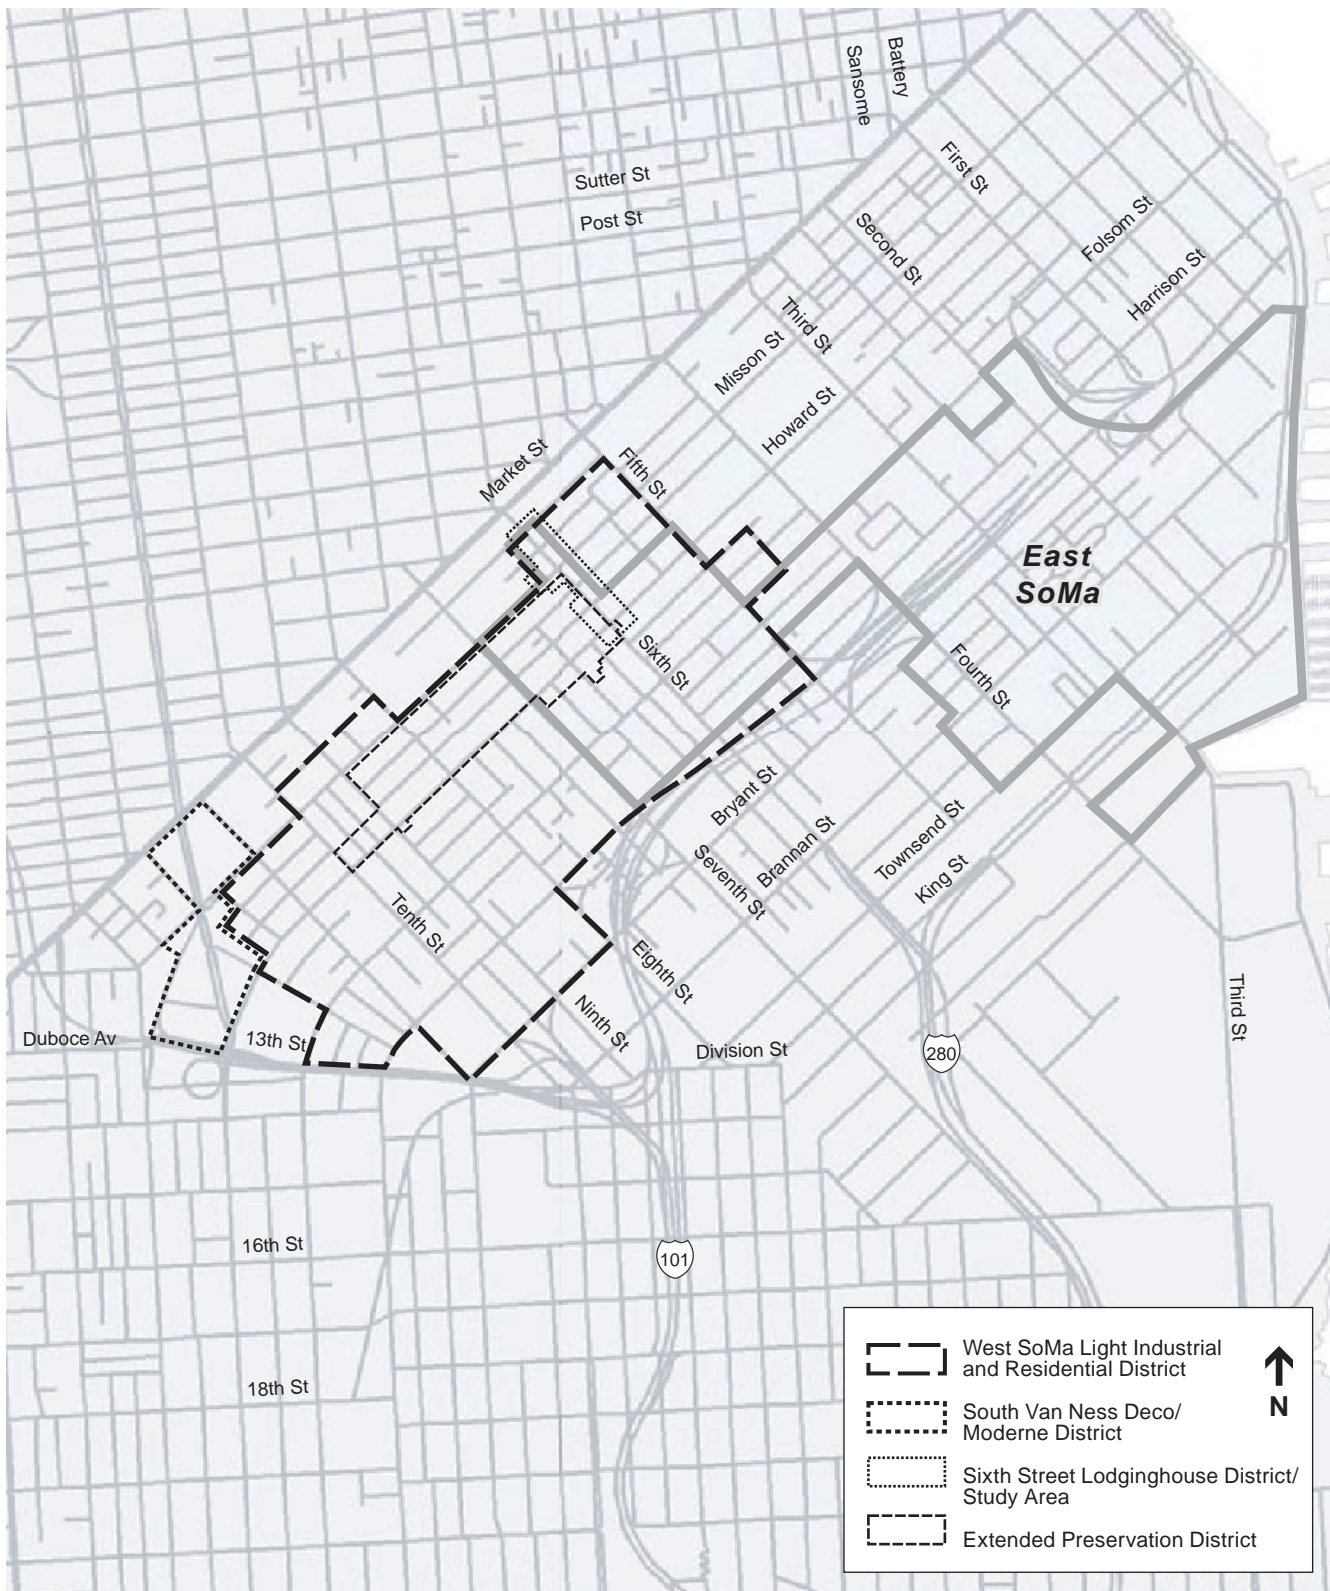 Battery
Sansome
First St
Sutter St
Folsom St
Post St
Second St
Harrison St
Third St
Misson St
Howard St
Market St
Fifth St
East
SoMa
Sixth St
Fourth St
Bryant St
Townsend St
Brannan St
Seventh St
King St
Tenth St
Eighth St
Ninth St
Third St
Duboce Av
13th St
Division St
280
16th St
101
18th St
West SoMa Light Industrial
and Residential District
N
South Van Ness Deco/
Moderne District
Sixth Street Lodginghouse District/
Study Area
Extended Preservation District